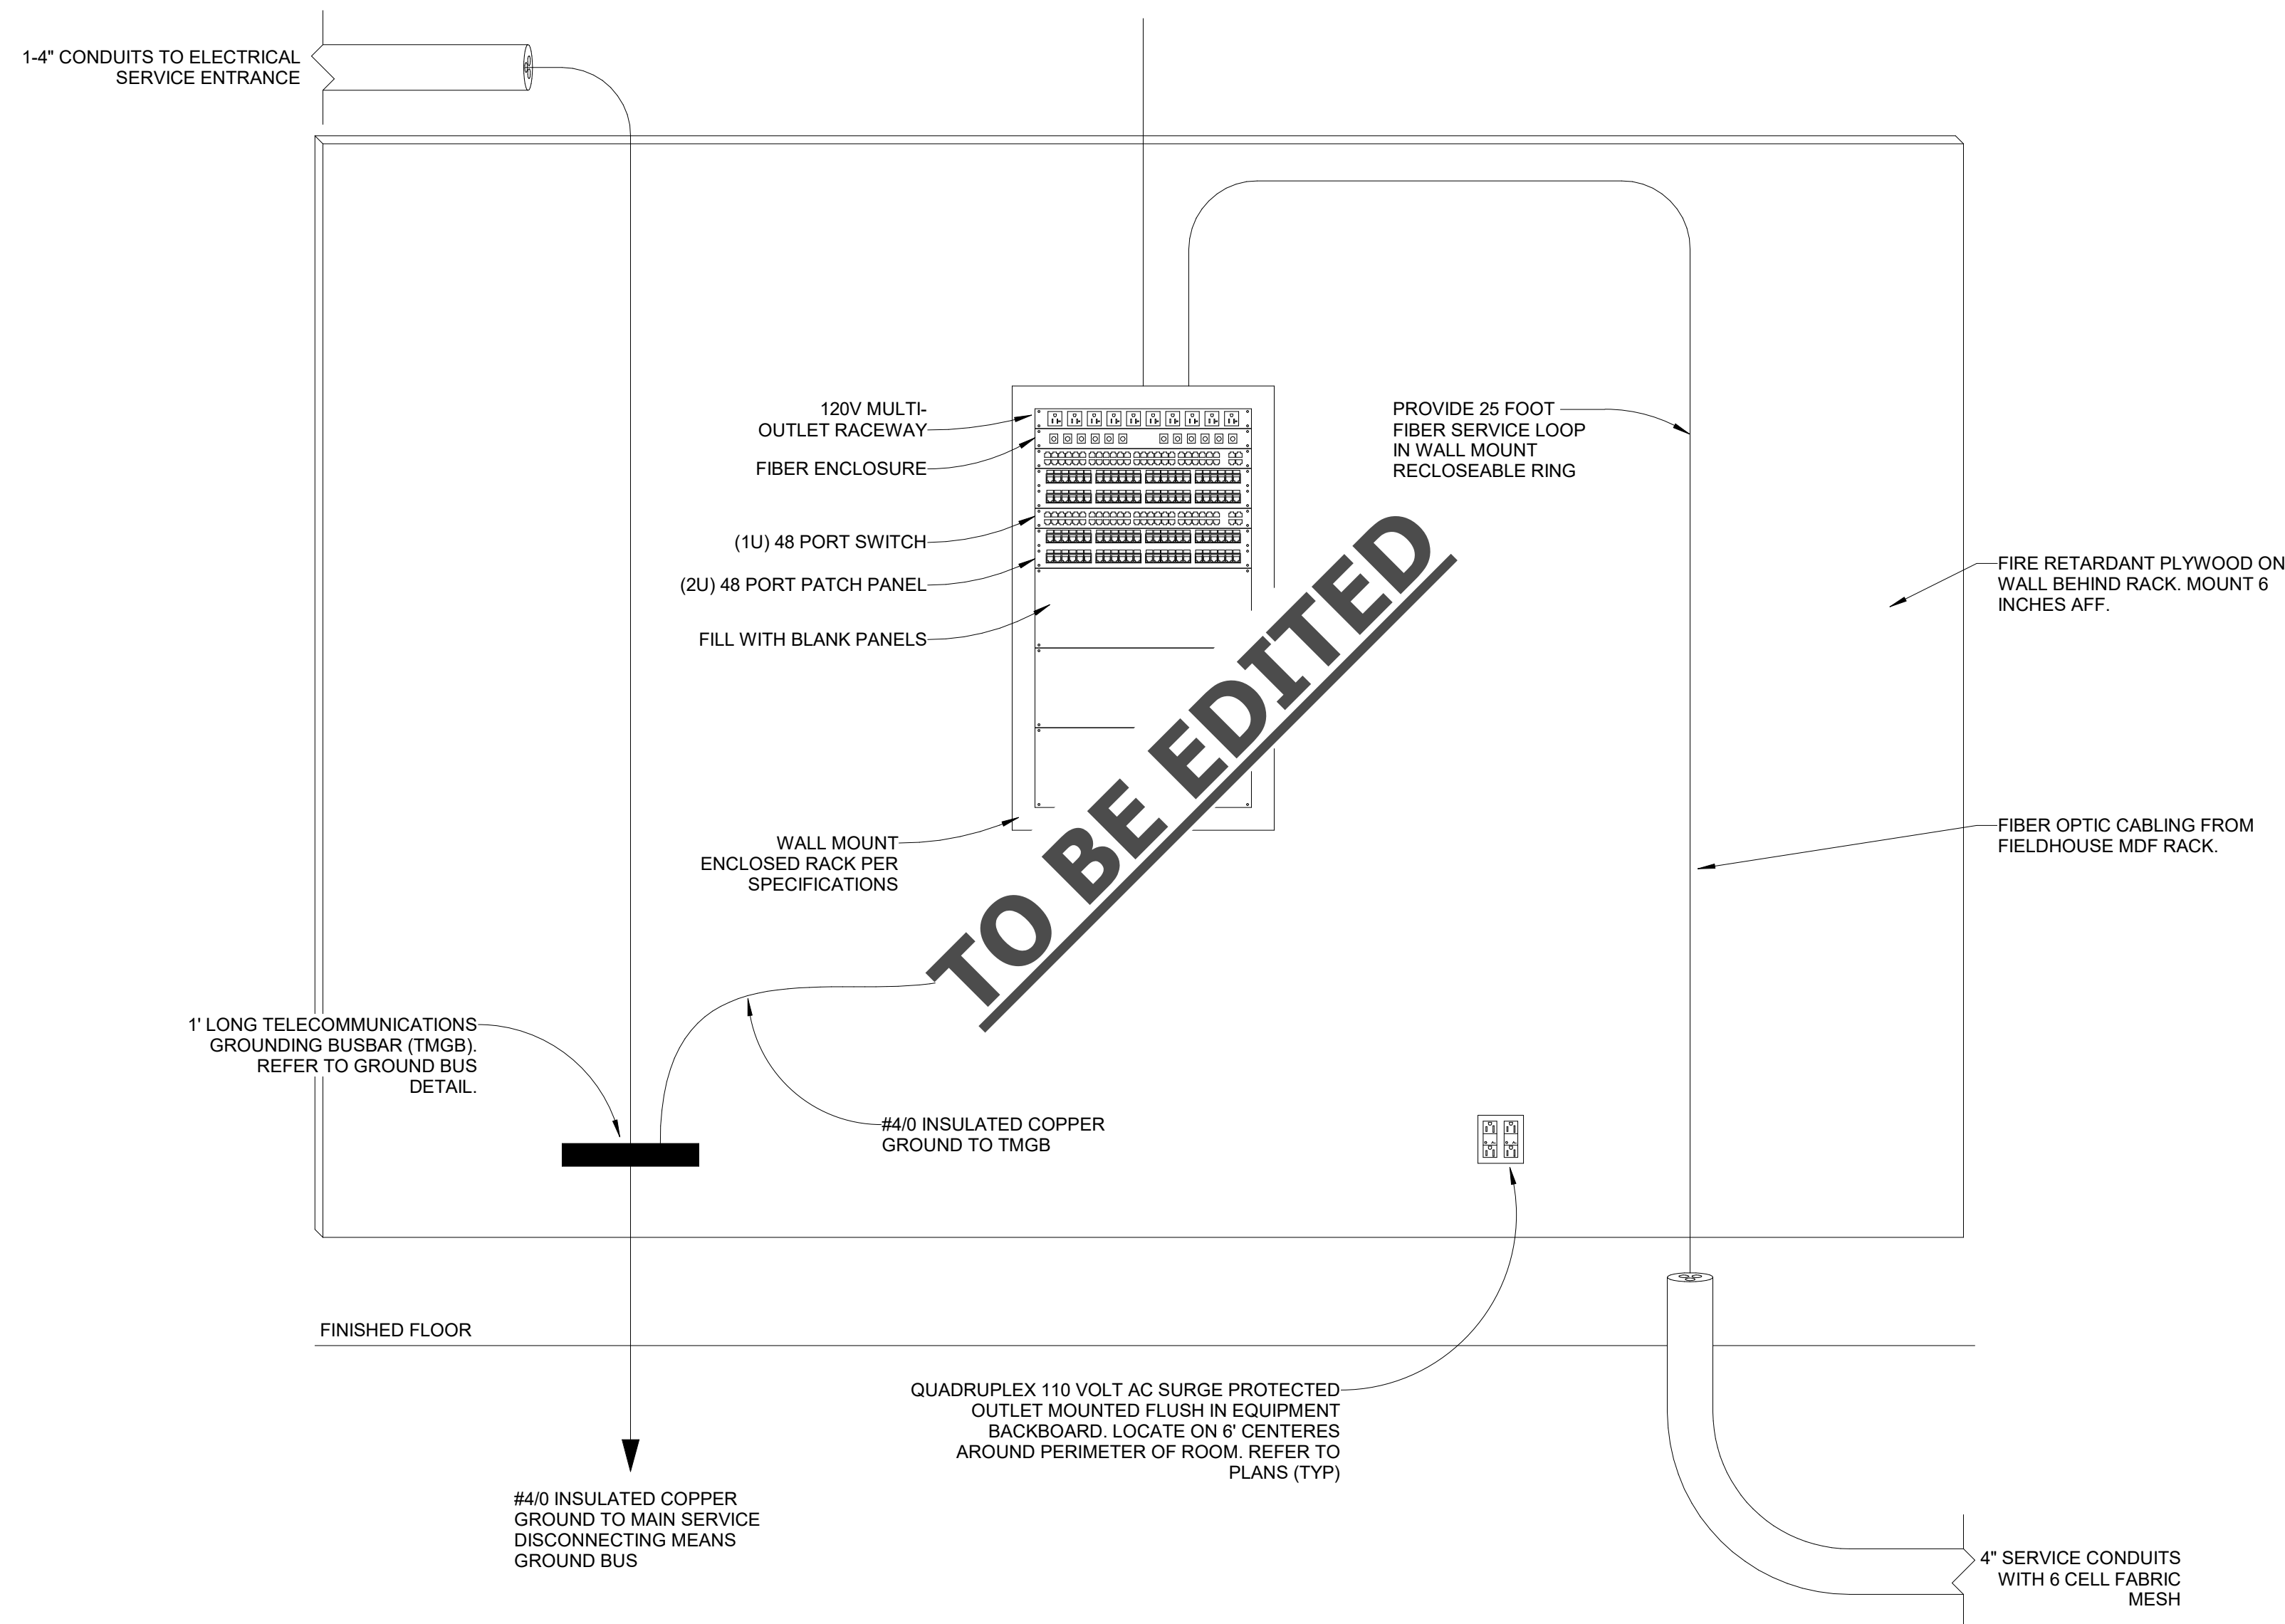 1-4" CONDUITS TO ELECTRICAL
SERVICE ENTRANCE
120V MULTI-
OUTLET RACEWAY
FIBER ENCLOSURE
(1U) 48 PORT SWITCH
(2U) 48 PORT PATCH PANEL
FILL WITH BLANK PANELS
WALL MOUNT
ENCLOSED RACK PER
SPECIFICATIONS
PROVIDE 25 FOOT
FIBER SERVICE LOOP
IN WALL MOUNT
RECLOSEABLE RING
FIRE RETARDANT PLYWOOD ON
WALL BEHIND RACK. MOUNT 6
INCHES AFF.
FIBER OPTIC CABLING FROM
FIELDHOUSE MDF RACK.
TO BE EDITED
1' LONG TELECOMMUNICATIONS
GROUNDING BUSBAR (TMGB).
REFER TO GROUND BUS
DETAIL.
#4/0 INSULATED COPPER
GROUND TO TMGB
FINISHED FLOOR
QUADRUPLEX 110 VOLT AC SURGE PROTECTED
OUTLET MOUNTED FLUSH IN EQUIPMENT
BACKBOARD. LOCATE ON 6' CENTERES
AROUND PERIMETER OF ROOM. REFER TO
PLANS (TYP)
#4/0 INSULATED COPPER
GROUND TO MAIN SERVICE
DISCONNECTING MEANS
GROUND BUS
4" SERVICE CONDUITS
WITH 6 CELL FABRIC
MESH